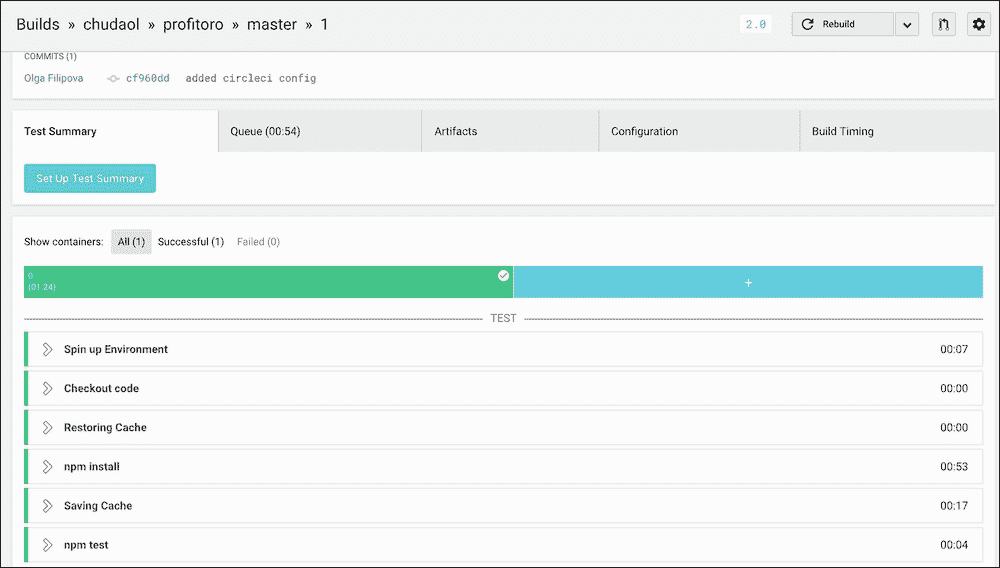 Builds » chudaol » profitoro » master » 1 2.0 Rebuild
COMMITS (1)
Olga Filipova cf960dd added circleci config
Test Summary Queue (00:54) Artifacts Configuration Build Timing
Set Up Test Summary
Show containers: All (1) Successful (1) Failed (0)
0
(01:24)
+
TEST
Spin up Environment 00:07
Checkout code 00:00
Restoring Cache 00:00
npm install 00:53
Saving Cache 00:17
npm test 00:04